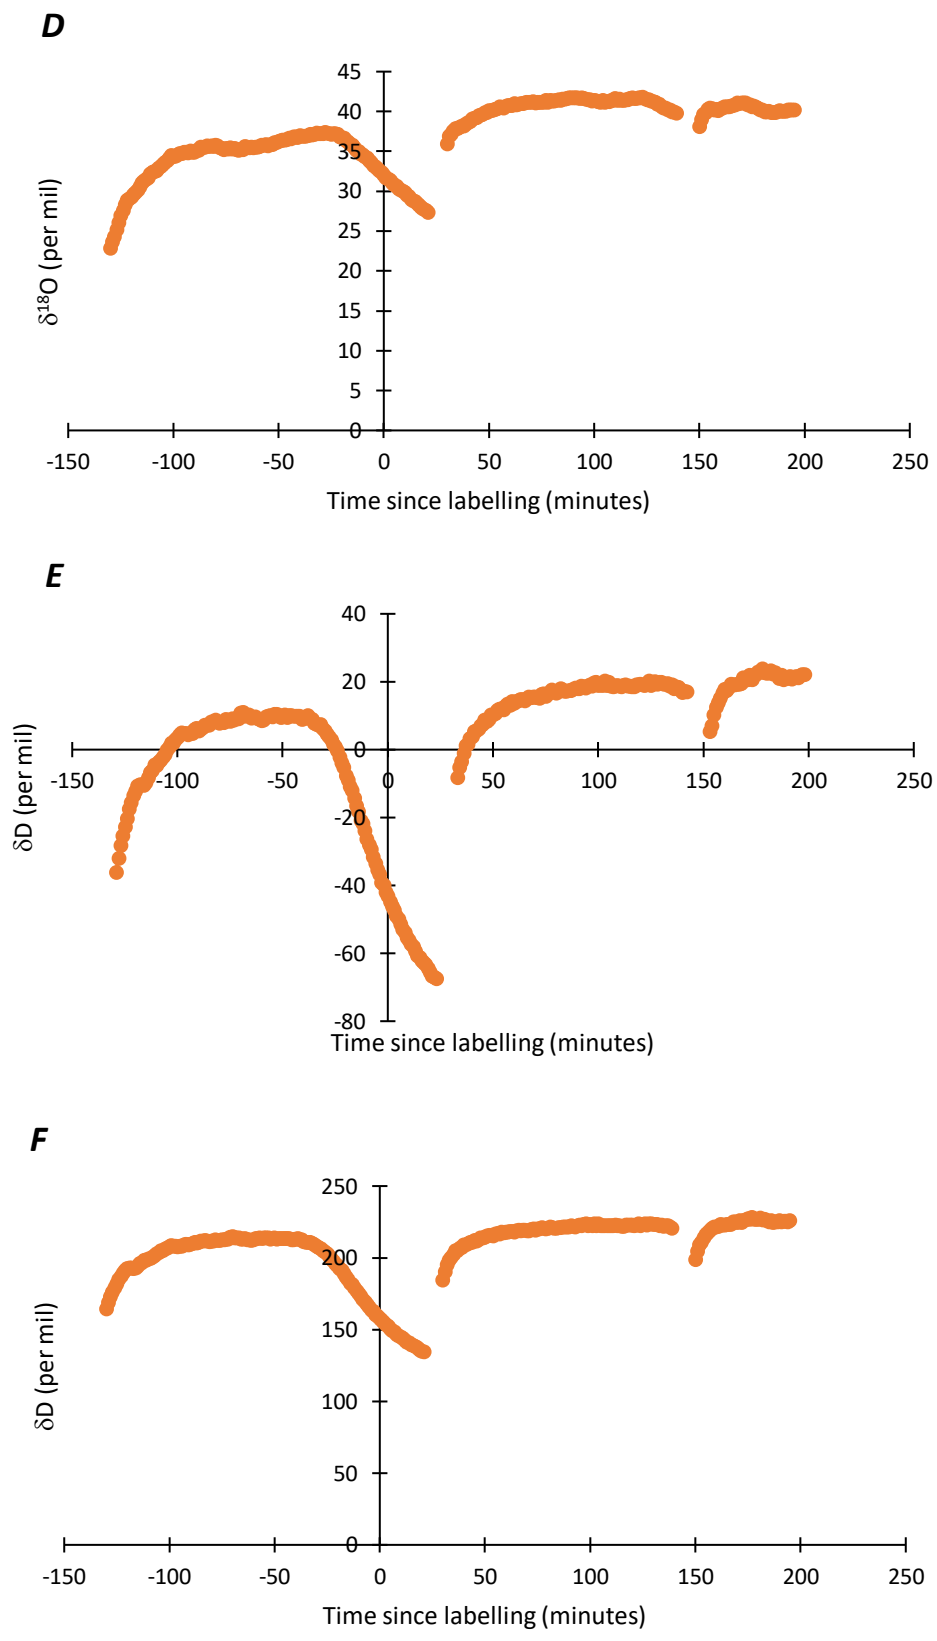 D
45
40
35
30
25
20
15
10
5
0
-150 -100 -50 0 50 100 150 200 250
δ¹⁸O (per mil)
Time since labelling (minutes)
E
40
20
0
-150 -100 -50 0 50 100 150 200 250
-20
-40
-60
-80
δD (per mil)
Time since labelling (minutes)
F
250
200
150
100
50
0
-150 -100 -50 0 50 100 150 200 250
δD (per mil)
Time since labelling (minutes)